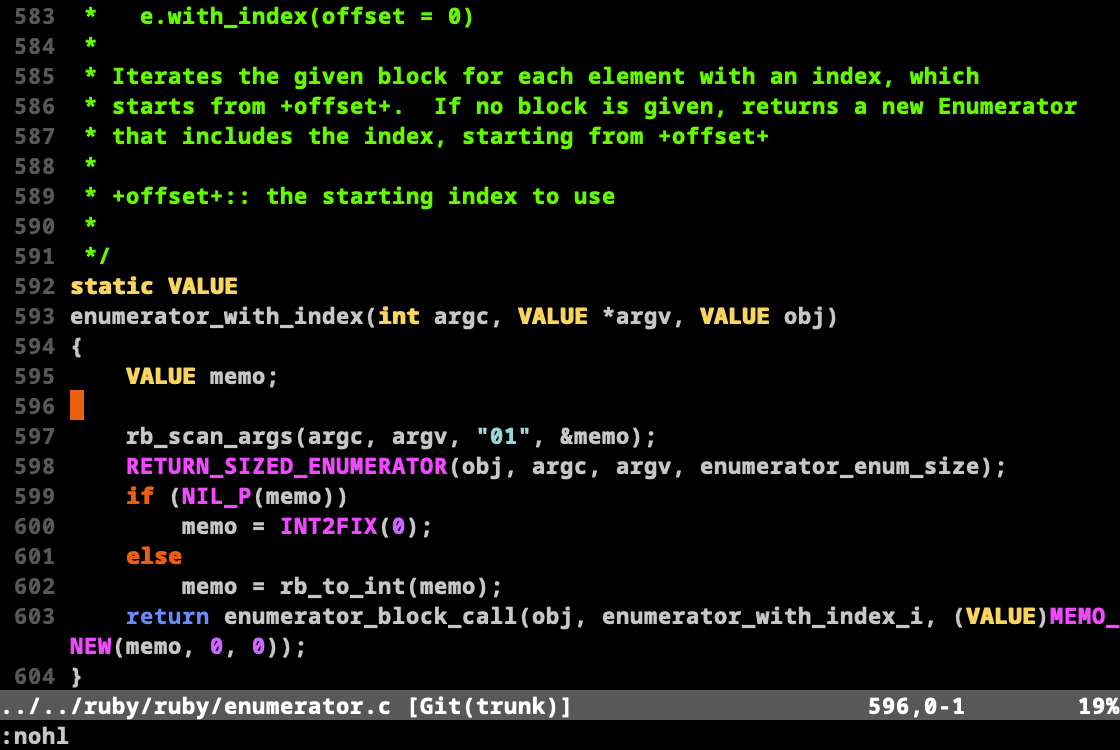 583  *   e.with_index(offset = 0)
584  *
585  * Iterates the given block for each element with an index, which
586  * starts from +offset+.  If no block is given, returns a new Enumerator
587  * that includes the index, starting from +offset+
588  *
589  * +offset+:: the starting index to use
590  *
591  */
592 static VALUE
593 enumerator_with_index(int argc, VALUE *argv, VALUE obj)
594 {
595     VALUE memo;
596
597     rb_scan_args(argc, argv, "01", &memo);
598     RETURN_SIZED_ENUMERATOR(obj, argc, argv, enumerator_enum_size);
599     if (NIL_P(memo))
600         memo = INT2FIX(0);
601     else
602         memo = rb_to_int(memo);
603     return enumerator_block_call(obj, enumerator_with_index_i, (VALUE)MEMO_
NEW(memo, 0, 0));
604 }
../../ruby/ruby/enumerator.c [Git(trunk)] 596,0-1 19%
:nohl